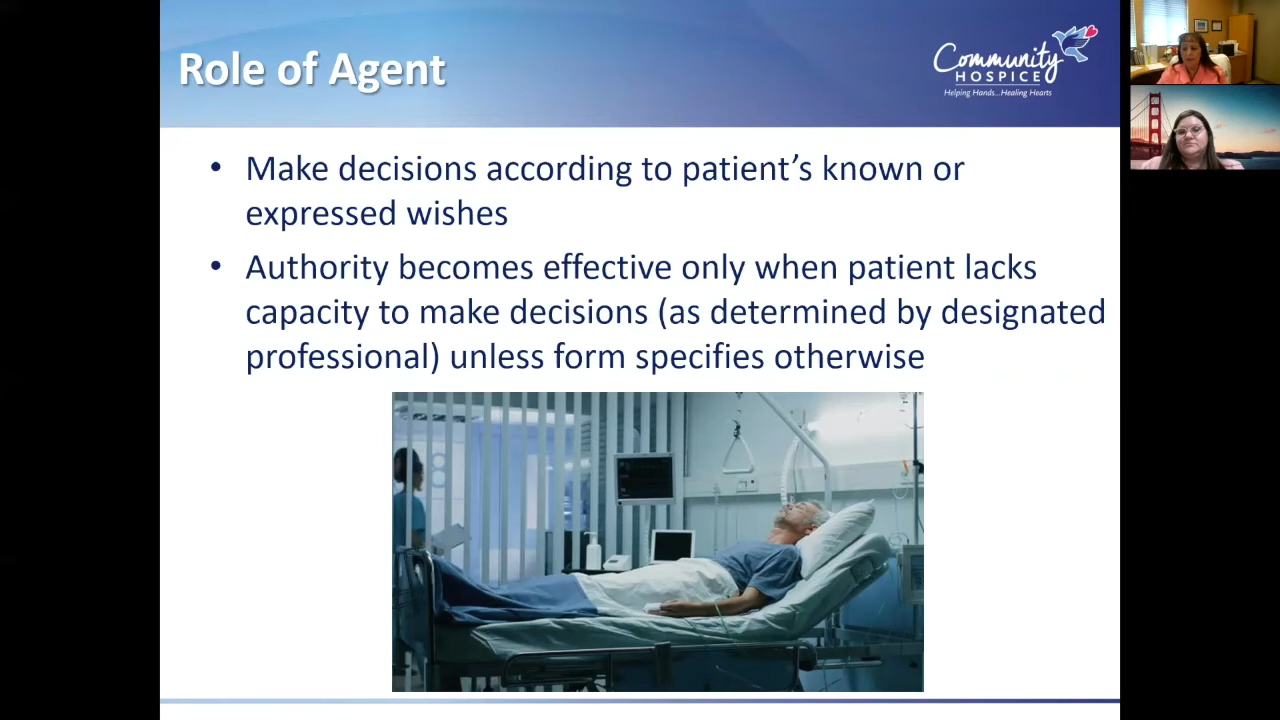 Role of Agent
Community
HOSPICE
Helping Hands...Healing Hearts
• Make decisions according to patient’s known or
expressed wishes
• Authority becomes effective only when patient lacks
capacity to make decisions (as determined by designated
professional) unless form specifies otherwise